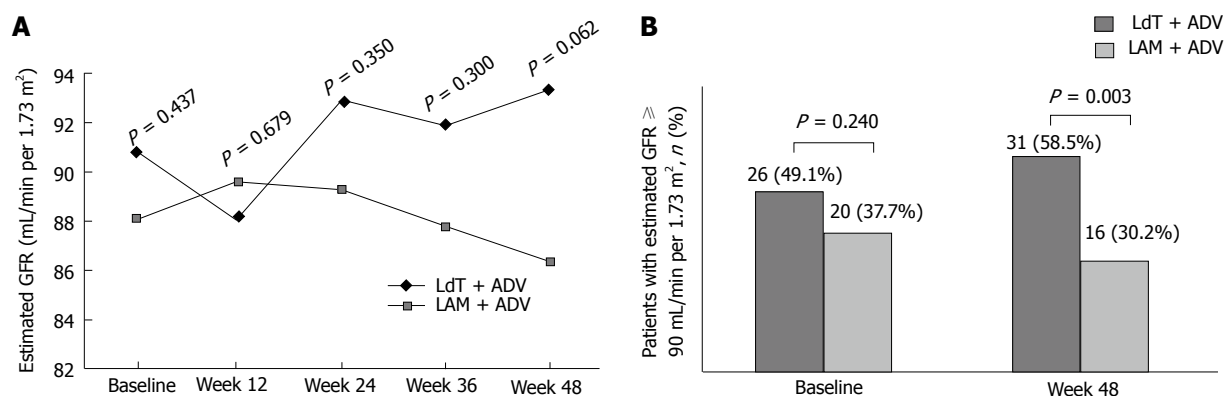 A
Estimated GFR (mL/min per 1.73 m²)
94
92
90
88
86
84
82
P = 0.437
P = 0.679
P = 0.350
P = 0.300
P = 0.062
LdT + ADV
LAM + ADV
Baseline
Week 12
Week 24
Week 36
Week 48
B
LdT + ADV
LAM + ADV
Patients with estimated GFR ≥
90 mL/min per 1.73 m², n (%)
P = 0.240
26 (49.1%)
20 (37.7%)
P = 0.003
31 (58.5%)
16 (30.2%)
Baseline
Week 48